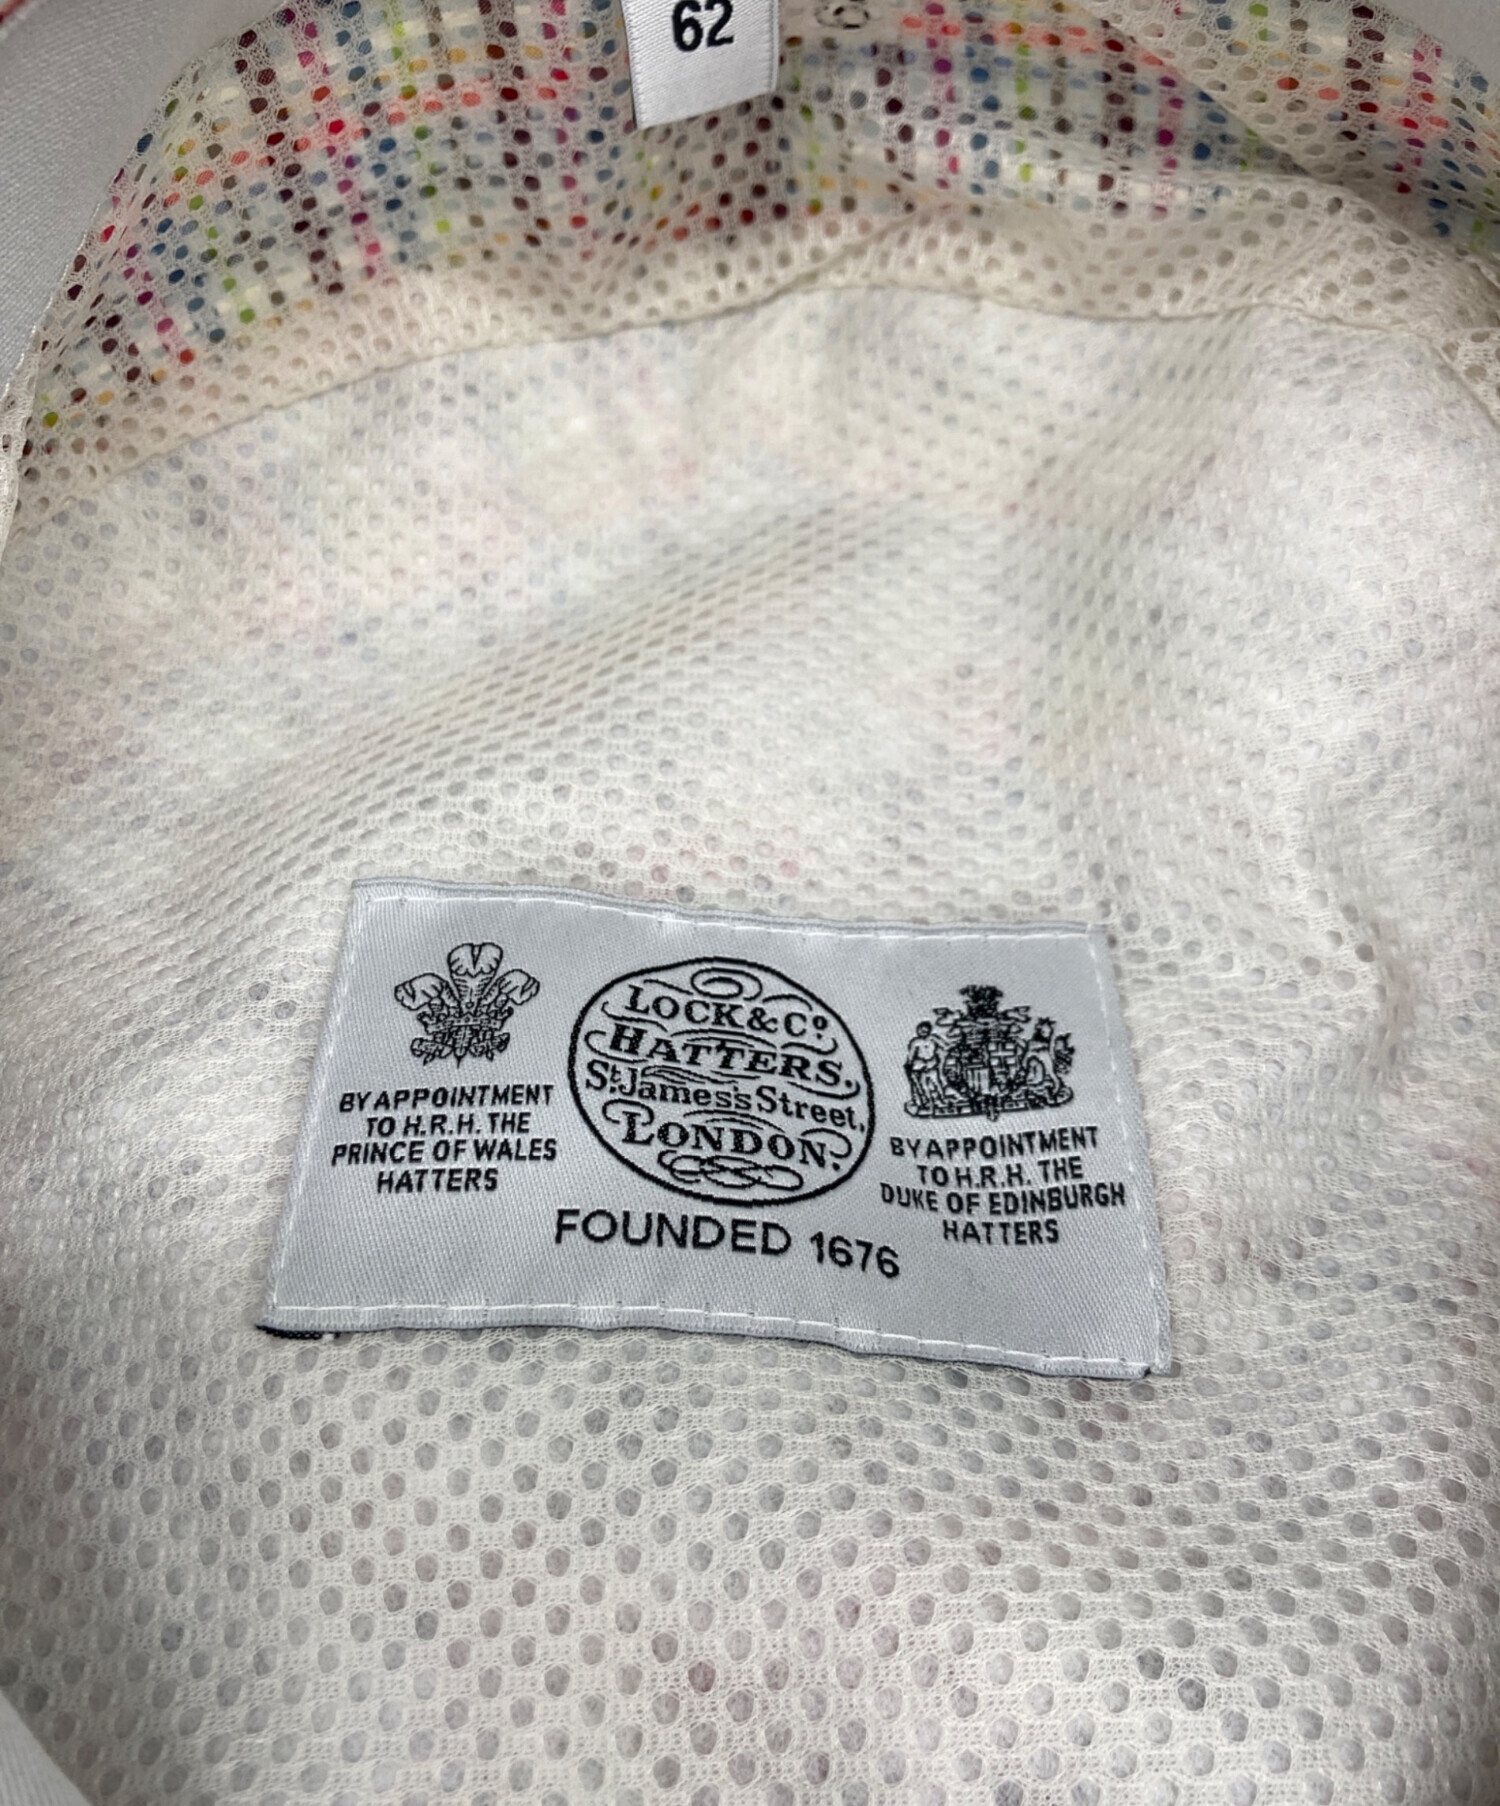 62
BY APPOINTMENT
TO H.R.H. THE
PRINCE OF WALES
HATTERS
LOCK & Co.
HATTERS.
St. James's Street,
LONDON.
FOUNDED 1676
BY APPOINTMENT
TO H.R.H. THE
DUKE OF EDINBURGH
HATTERS